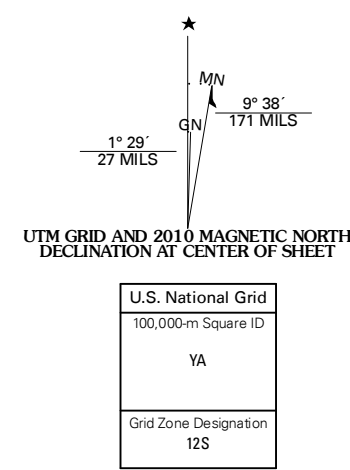 ★
MN
GN
9° 38´
171 MILS
1° 29´
27 MILS
UTM GRID AND 2010 MAGNETIC NORTH
DECLINATION AT CENTER OF SHEET
U.S. National Grid
100,000-m Square ID
YA
Grid Zone Designation
12S